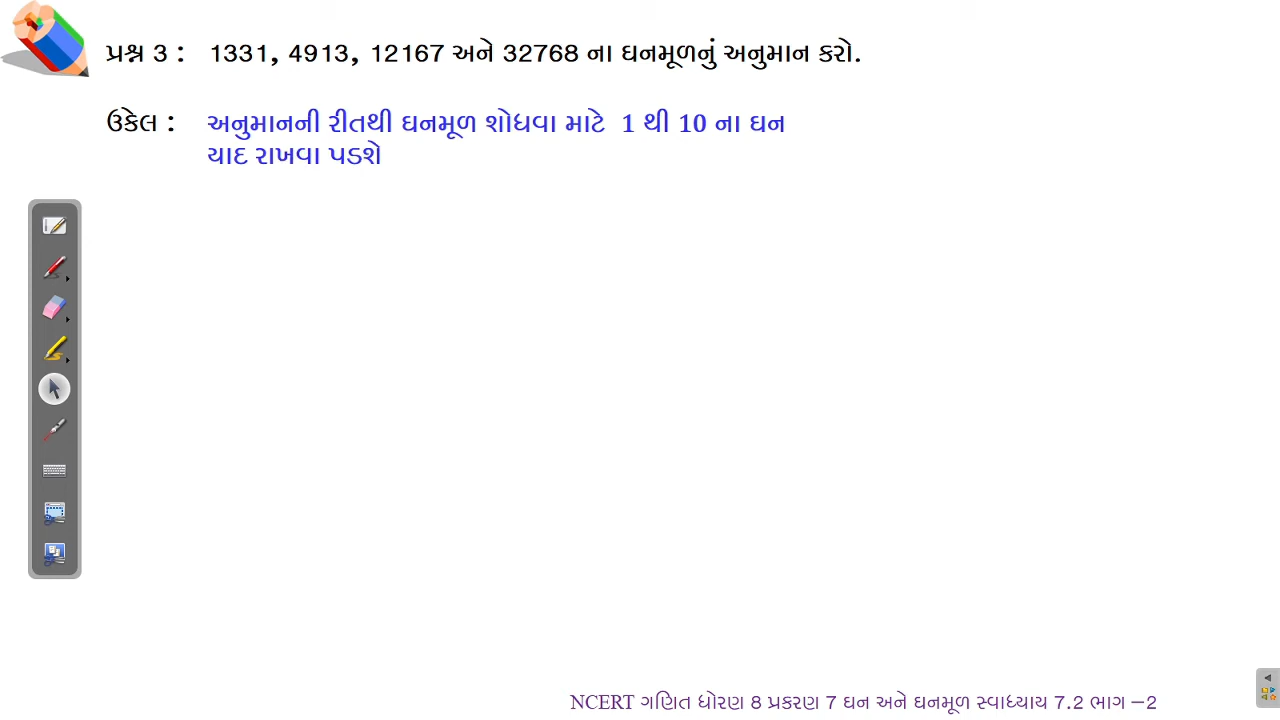 પ્રશ્ન 3 : 1331, 4913, 12167 અને 32768 ના ઘનમૂળનું અનુમાન કરો.
ઉકેલ : અનુમાનની રીતથી ઘનમૂળ શોધવા માટે 1 થી 10 ના ઘન
યાદ રાખવા પડશે
NCERT ગણિત ધોરણ 8 પ્રકરણ 7 ઘન અને ઘનમૂળ સ્વાધ્યાય 7.2 ભાગ –2